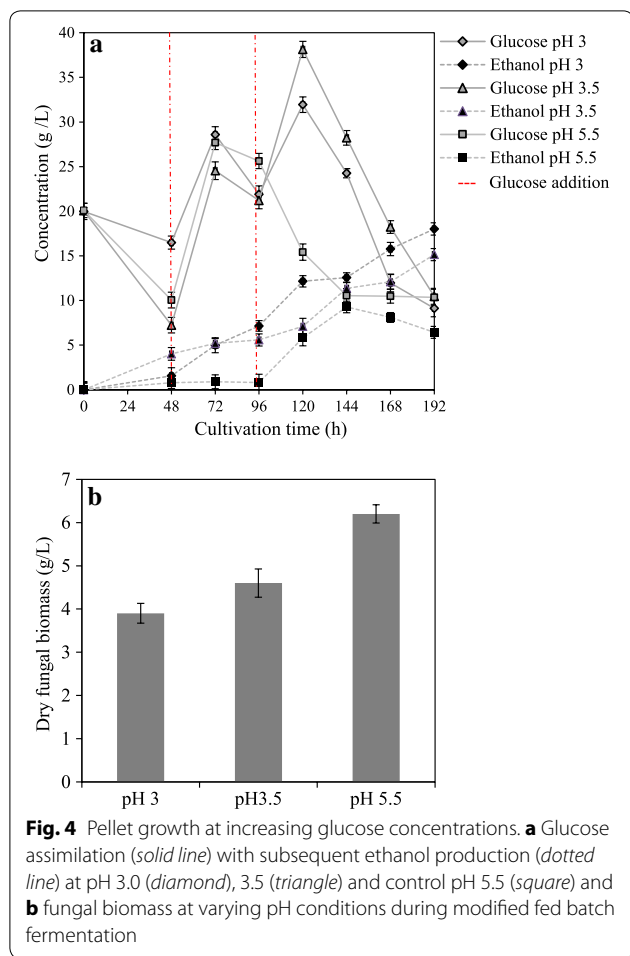 a
40
35
30
25
20
15
10
5
0
Concentration (g /L)
0 24 48 72 96 120 144 168 192
Cultivation time (h)
Glucose pH 3
Ethanol pH 3
Glucose pH 3.5
Ethanol pH 3.5
Glucose pH 5.5
Ethanol pH 5.5
Glucose addition
b
7
6
5
4
3
2
1
0
Dry fungal biomass (g/L)
pH 3 pH3.5 pH 5.5
Fig. 4 Pellet growth at increasing glucose concentrations. a Glucose
assimilation (solid line) with subsequent ethanol production (dotted
line) at pH 3.0 (diamond), 3.5 (triangle) and control pH 5.5 (square) and
b fungal biomass at varying pH conditions during modified fed batch
fermentation